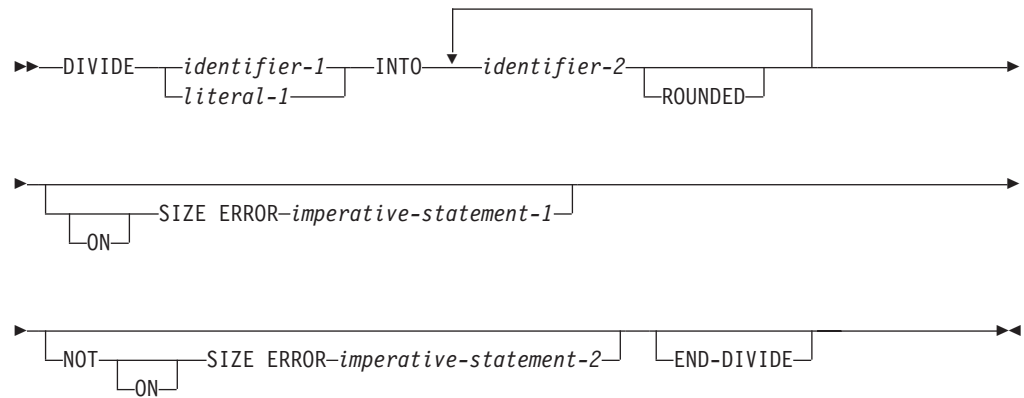 DIVIDE identifier-1 INTO identifier-2
literal-1 ROUNDED
SIZE ERROR imperative-statement-1
ON
NOT SIZE ERROR imperative-statement-2 END-DIVIDE
ON